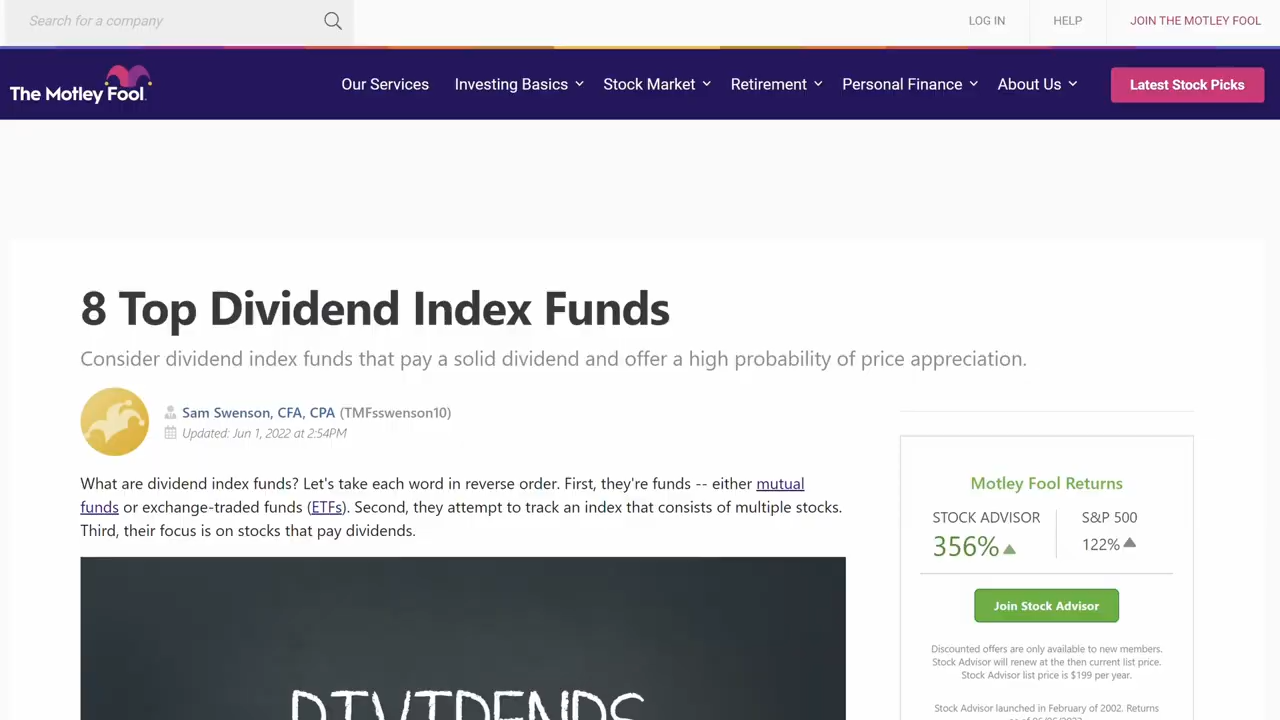 Search for a company
LOG IN
HELP
JOIN THE MOTLEY FOOL
The Motley Fool.
Our Services
Investing Basics
Stock Market
Retirement
Personal Finance
About Us
Latest Stock Picks
8 Top Dividend Index Funds
Consider dividend index funds that pay a solid dividend and offer a high probability of price appreciation.
Sam Swenson, CFA, CPA (TMFsswenson10)
Updated: Jun 1, 2022 at 2:54PM
What are dividend index funds? Let's take each word in reverse order. First, they're funds -- either mutual
funds or exchange-traded funds (ETFs). Second, they attempt to track an index that consists of multiple stocks.
Third, their focus is on stocks that pay dividends.
DIVIDENDS
Motley Fool Returns
STOCK ADVISOR
S&P 500
356%
122%
Join Stock Advisor
Discounted offers are only available to new members.
Stock Advisor will renew at the then current list price.
Stock Advisor list price is $199 per year.
Stock Advisor launched in February of 2002. Returns
as of